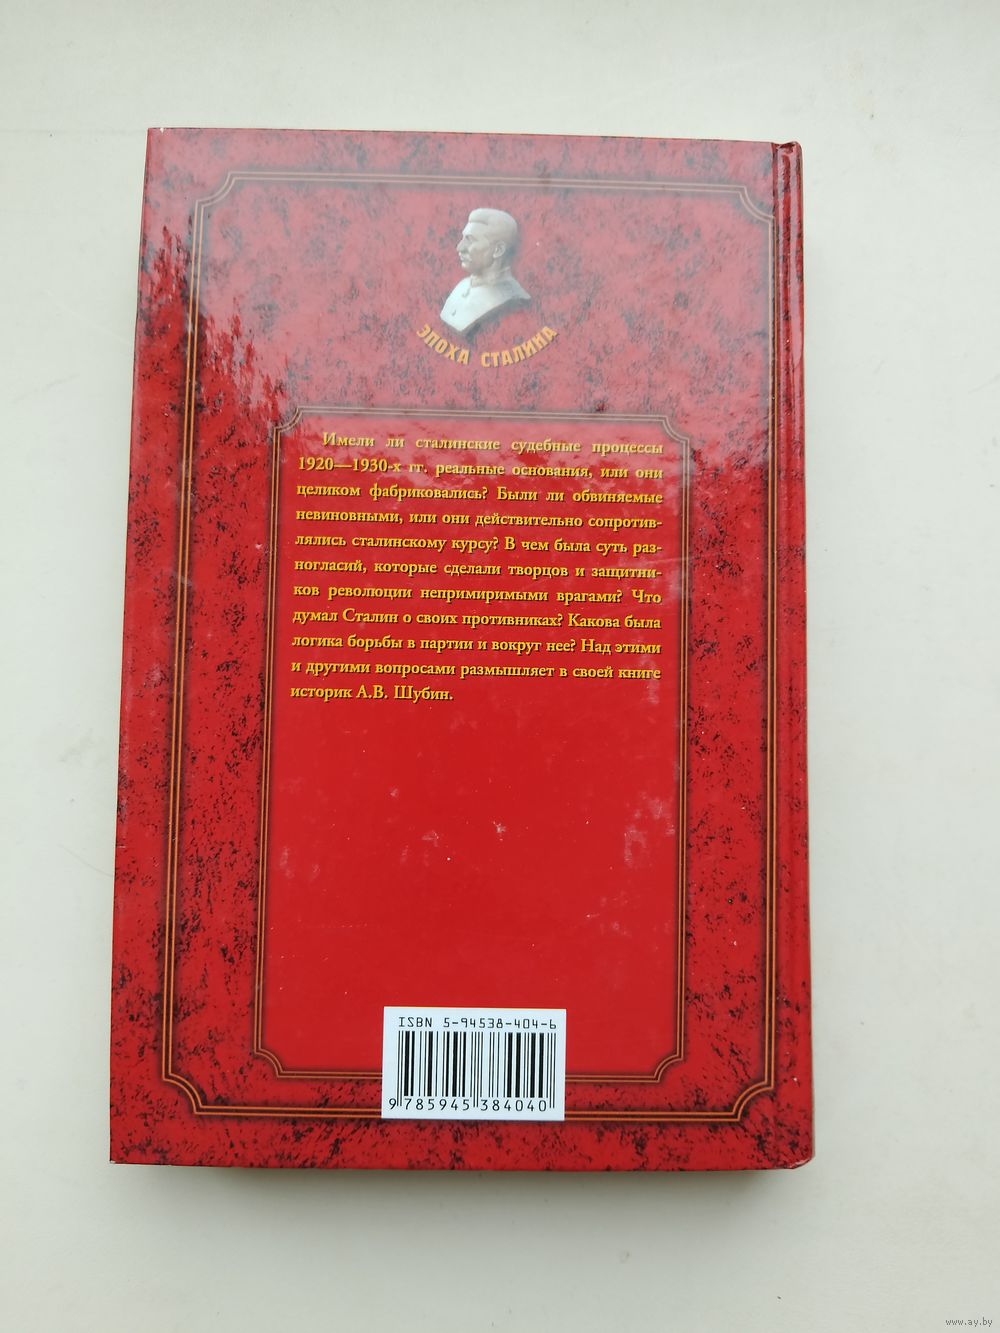 ЭПОХА СТАЛИНА
Имели ли сталинские судебные процессы
1920—1930-х гг. реальные основания, или они
целиком фабриковались? Были ли обвиняемые
невиновными, или они действительно сопротив-
лялись сталинскому курсу? В чем была суть раз-
ногласий, которые сделали творцов и защитни-
ков революции непримиримыми врагами? Что
думал Сталин о своих противниках? Какова была
логика борьбы в партии и вокруг нее? Над этими
и другими вопросами размышляет в своей книге
историк А.В. Шубин.
ISBN 5-94538-404-6
9 785945 384040
www.ay.by